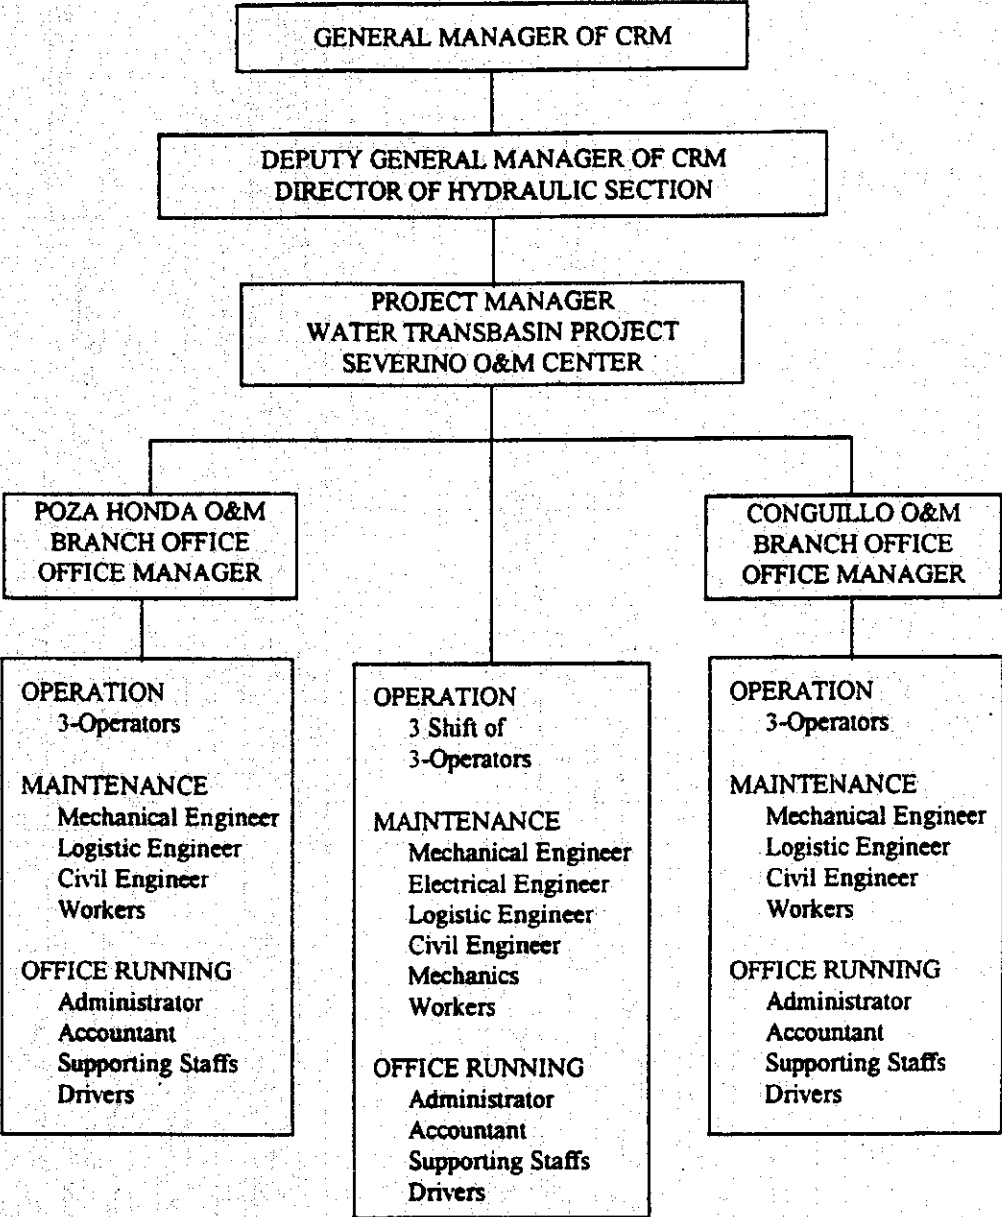 GENERAL MANAGER OF CRM
DEPUTY GENERAL MANAGER OF CRM
DIRECTOR OF HYDRAULIC SECTION
PROJECT MANAGER
WATER TRANSBASIN PROJECT
SEVERINO O&M CENTER
POZA HONDA O&M
BRANCH OFFICE
OFFICE MANAGER
CONGUILLO O&M
BRANCH OFFICE
OFFICE MANAGER
OPERATION
3-Operators
MAINTENANCE
Mechanical Engineer
Logistic Engineer
Civil Engineer
Workers
OFFICE RUNNING
Administrator
Accountant
Supporting Staffs
Drivers
OPERATION
3 Shift of
3-Operators
MAINTENANCE
Mechanical Engineer
Electrical Engineer
Logistic Engineer
Civil Engineer
Mechanics
Workers
OFFICE RUNNING
Administrator
Accountant
Supporting Staffs
Drivers
OPERATION
3-Operators
MAINTENANCE
Mechanical Engineer
Logistic Engineer
Civil Engineer
Workers
OFFICE RUNNING
Administrator
Accountant
Supporting Staffs
Drivers